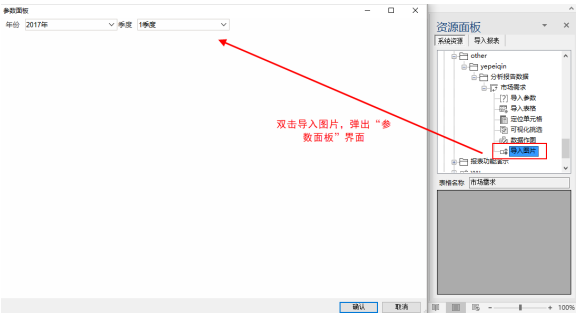 参数面板
年份 2017年 季度 1季度
双击导入图片，弹出“参
数面板”界面
确认 取消
资源面板
系统资源 导入报表
other
yepeiqin
分析报告数据
市场需求
导入参数
导入表格
定位单元格
可视化挑选
数据作图
导入图片
报表功能演示
表格名称 市场需求
100%